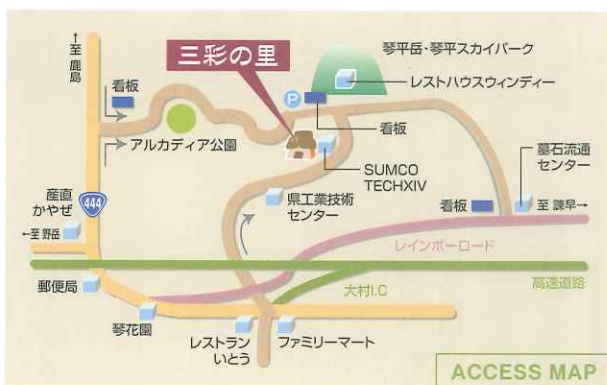 ↑至鹿島
看板
三彩の里
琴平岳・琴平スカイパーク
レストハウスウィンディー
P
看板
アルカディア公園
SUMCO
TECHXIV
墓石流通
センター
県工業技術
センター
産直
かやぜ
444
看板
至 諫早→
←至 野岳
レインボーロード
郵便局
大村I.C
高速道路
琴花園
レストラン
いとう
ファミリーマート
ACCESS MAP